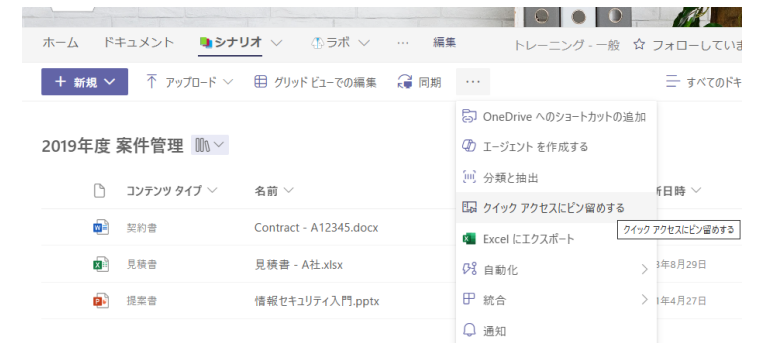 ホーム ドキュメント シナリオ ラボ … 編集 トレーニング - 一般 フォローしていま
+ 新規 アップロード グリッド ビューでの編集 同期 … すべてのドキ
OneDrive へのショートカットの追加
2019年度 案件管理
エージェント を作成する
分類と抽出
コンテンツ タイプ 名前 新日時
クイック アクセスにピン留めする
契約書 Contract - A12345.docx
クイック アクセスにピン留めする
Excel にエクスポート
見積書 見積書 - A社.xlsx 年8月29日
自動化
提案書 情報セキュリティ入門.pptx 年4月27日
統合
通知